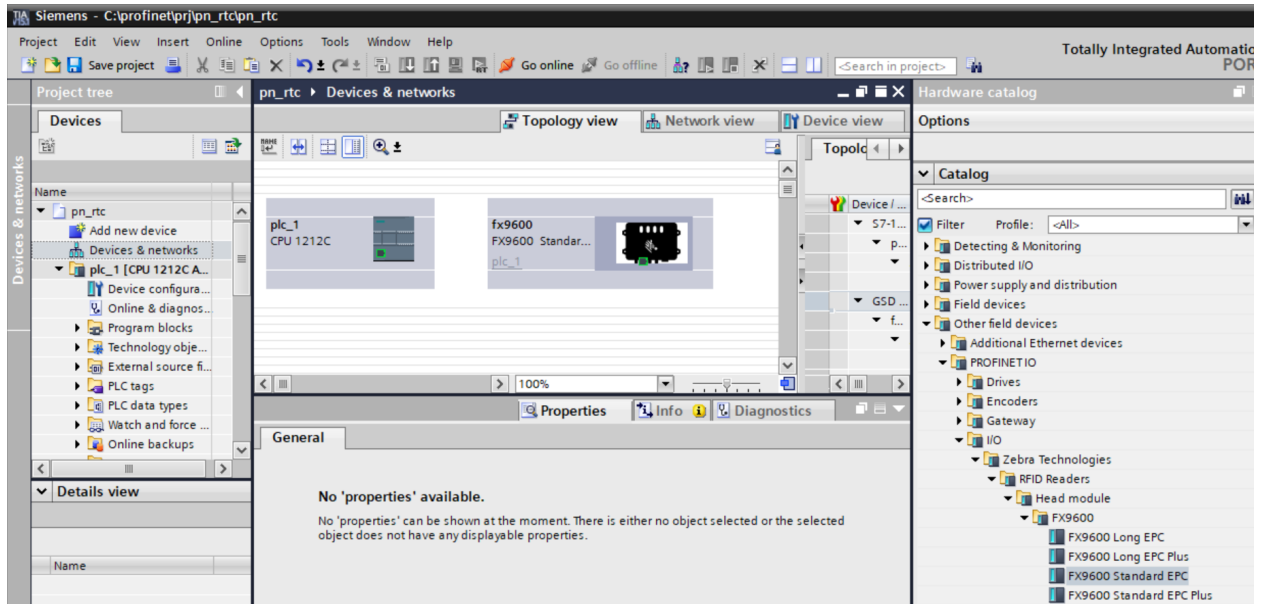 Siemens - C:\profinet\prj\pn_rtc\pn_rtc
Project Edit View Insert Online Options Tools Window Help
Totally Integrated Automatio
POR
Save project
Go online
Go offline
<Search in project>
Project tree
pn_rtc
Devices & networks
Hardware catalog
Devices
Topology view
Network view
Device view
Options
Devices & networks
Topolo
Catalog
Name
Device / ...
<Search>
Filter
Profile:
<All>
pn_rtc
Add new device
Devices & networks
plc_1 [CPU 1212C A...
Device configura...
Online & diagnos...
Program blocks
Technology obje...
External source fi...
PLC tags
PLC data types
Watch and force ...
Online backups
plc_1
CPU 1212C
fx9600
FX9600 Standar...
plc_1
S7-1...
p...
GSD ...
f...
100%
Detecting & Monitoring
Distributed I/O
Power supply and distribution
Field devices
Other field devices
Additional Ethernet devices
PROFINET IO
Drives
Encoders
Gateway
I/O
Zebra Technologies
RFID Readers
Head module
FX9600
FX9600 Long EPC
FX9600 Long EPC Plus
FX9600 Standard EPC
FX9600 Standard EPC Plus
Properties
Info
Diagnostics
General
No 'properties' available.
No 'properties' can be shown at the moment. There is either no object selected or the selected
object does not have any displayable properties.
Details view
Name